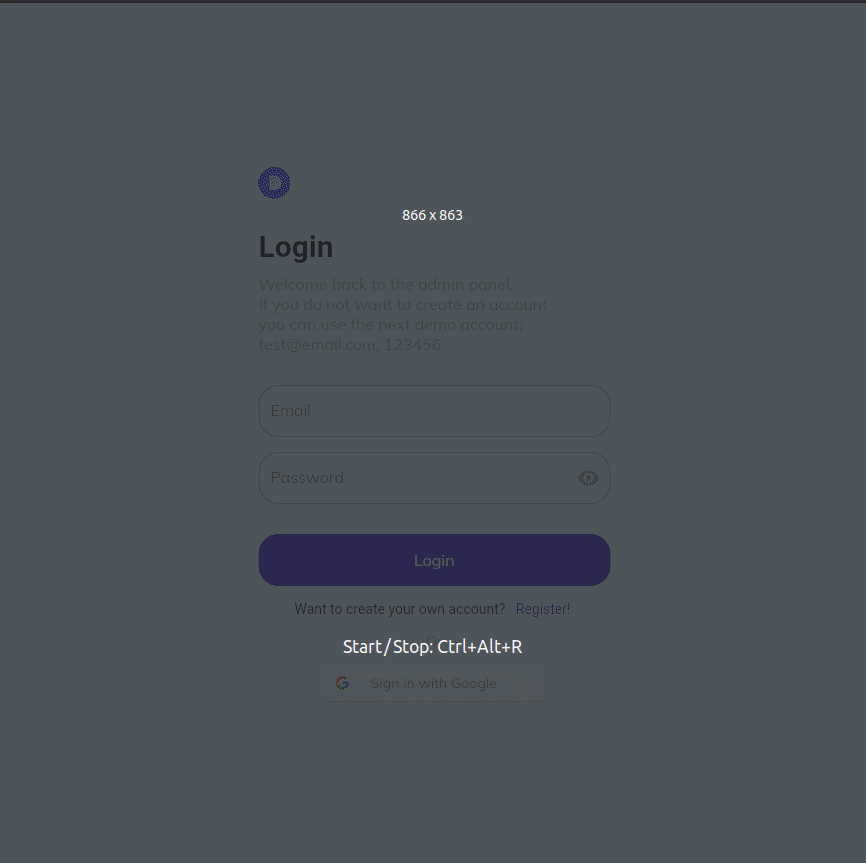 866 x 863
Login
Welcome back to the admin panel.
If you do not want to create an account
you can use the next demo account:
test@email.com, 123456
Email
Password
Login
Want to create your own account? Register!
Start/Stop: Ctrl+Alt+R
Sign in with Google